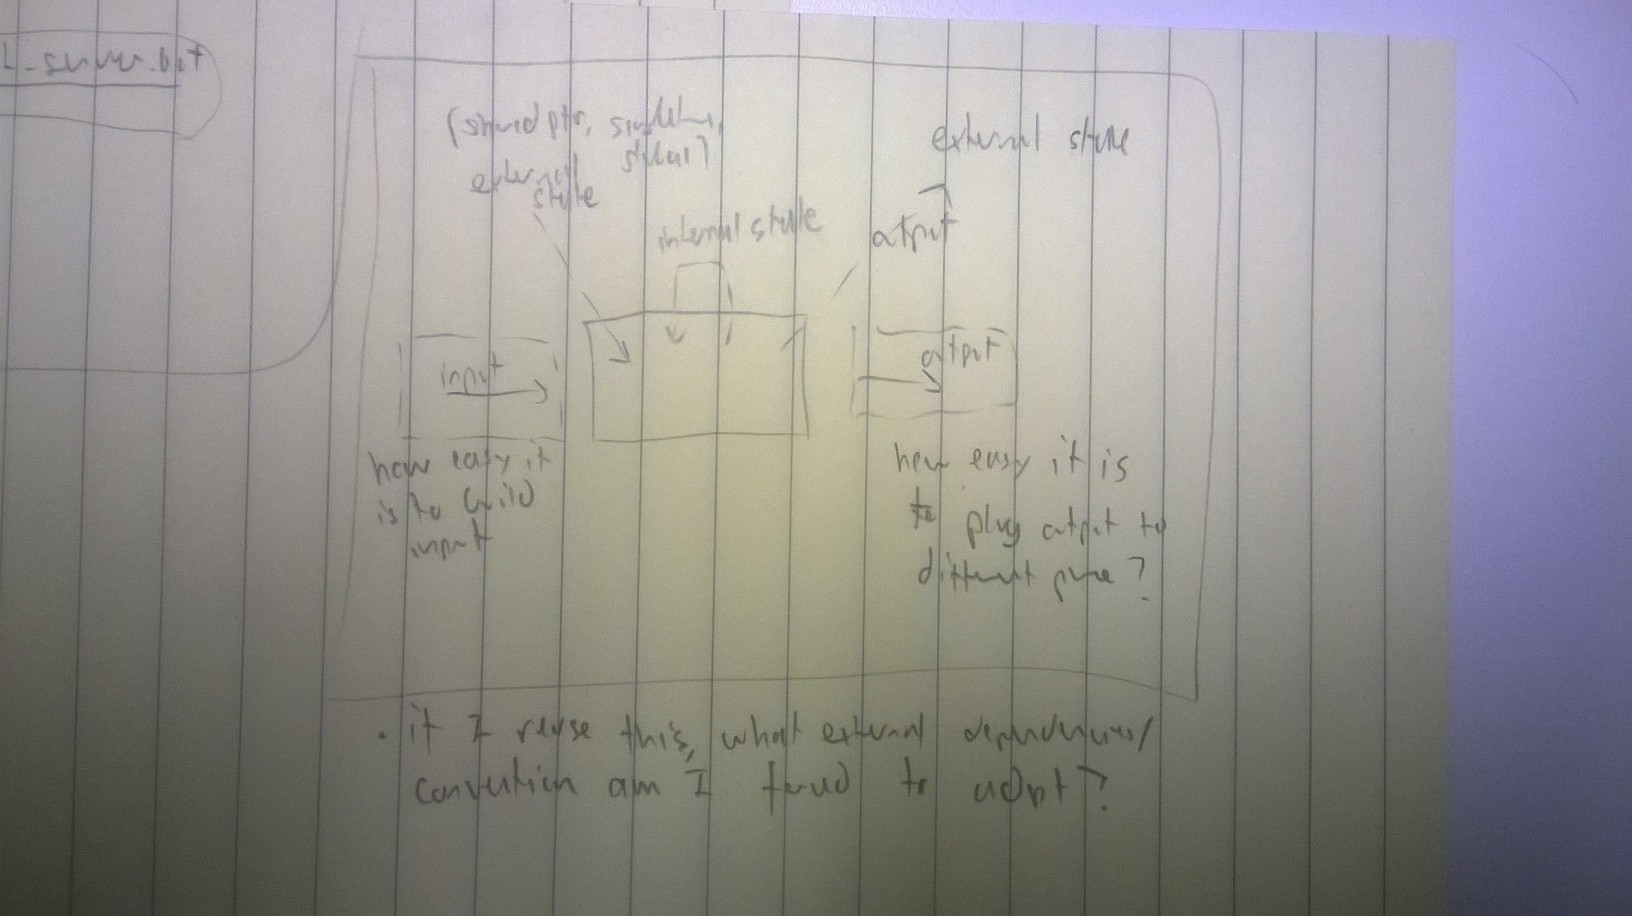 (shared ptr, singleton,
global?
external
state
external state
internal state
output
input
output
how easy it
is to build
input
how easy it is
to plug output to
different place?
. if I reuse this, what external dependencies/
convention am I forced to adopt?